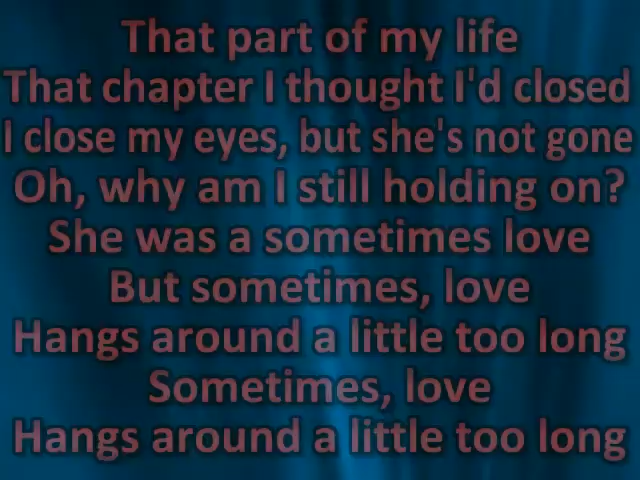 That part of my life
That chapter I thought I'd closed
I close my eyes, but she's not gone
Oh, why am I still holding on?
She was a sometimes love
But sometimes, love
Hangs around a little too long
Sometimes, love
Hangs around a little too long